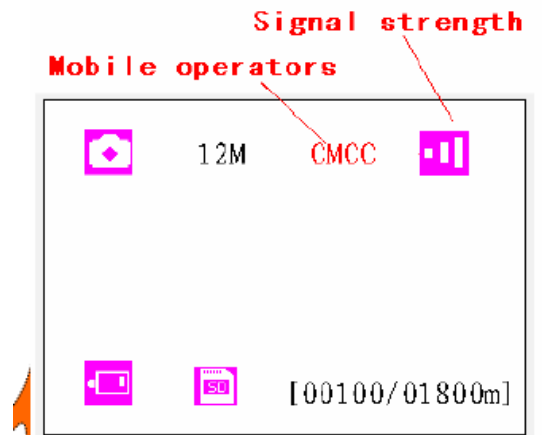 Signal strength
Mobile operators
12M CMCC
SD [00100/01800m]